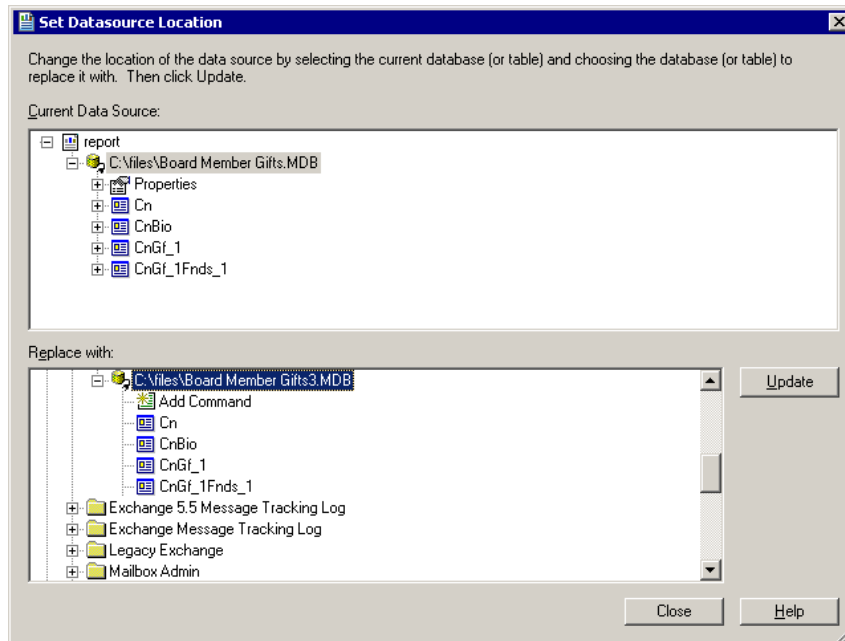 Set Datasource Location
Change the location of the data source by selecting the current database (or table) and choosing the database (or table) to
replace it with. Then click Update.
Current Data Source:
report
C:\files\Board Member Gifts.MDB
Properties
Cn
CnBio
CnGf_1
CnGf_1Fnds_1
Replace with:
C:\files\Board Member Gifts3.MDB
Add Command
Cn
CnBio
CnGf_1
CnGf_1Fnds_1
Exchange 5.5 Message Tracking Log
Exchange Message Tracking Log
Legacy Exchange
Mailbox Admin
Update
Close
Help